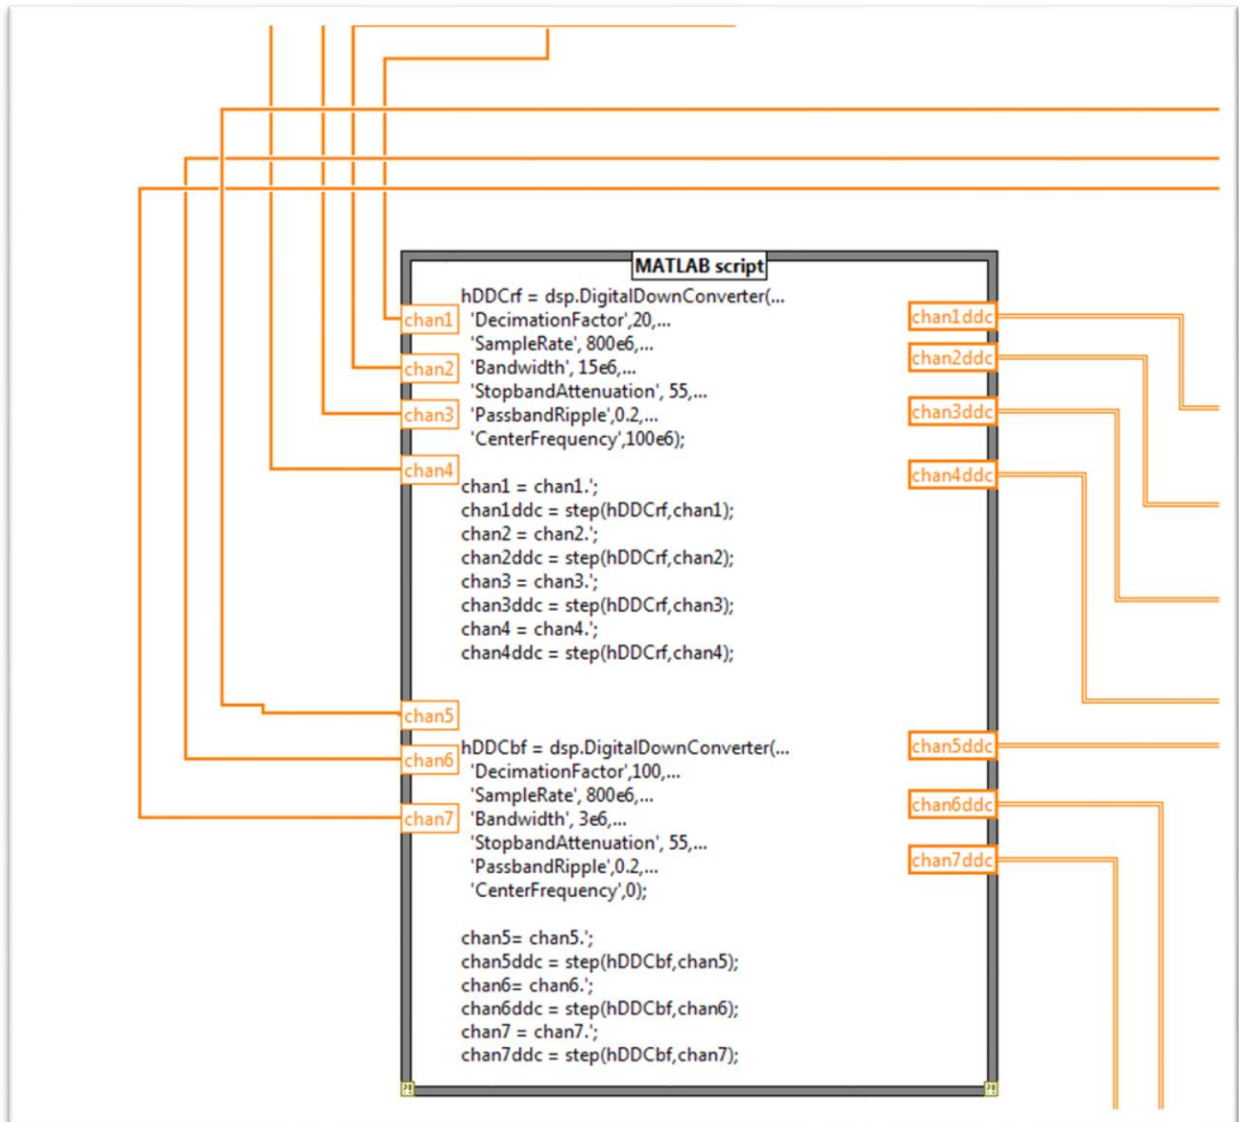 MATLAB script
hDDCrf = dsp.DigitalDownConverter(...
'DecimationFactor',20,...
'SampleRate', 800e6,...
'Bandwidth', 15e6,...
'StopbandAttenuation', 55,...
'PassbandRipple',0.2,...
'CenterFrequency',100e6);
chan1 = chan1.';
chan1ddc = step(hDDCrf,chan1);
chan2 = chan2.';
chan2ddc = step(hDDCrf,chan2);
chan3 = chan3.';
chan3ddc = step(hDDCrf,chan3);
chan4 = chan4.';
chan4ddc = step(hDDCrf,chan4);
hDDCbf = dsp.DigitalDownConverter(...
'DecimationFactor',100,...
'SampleRate', 800e6,...
'Bandwidth', 3e6,...
'StopbandAttenuation', 55,...
'PassbandRipple',0.2,...
'CenterFrequency',0);
chan5= chan5.';
chan5ddc = step(hDDCbf,chan5);
chan6= chan6.';
chan6ddc = step(hDDCbf,chan6);
chan7 = chan7.';
chan7ddc = step(hDDCbf,chan7);
chan1
chan2
chan3
chan4
chan5
chan6
chan7
chan1ddc
chan2ddc
chan3ddc
chan4ddc
chan5ddc
chan6ddc
chan7ddc